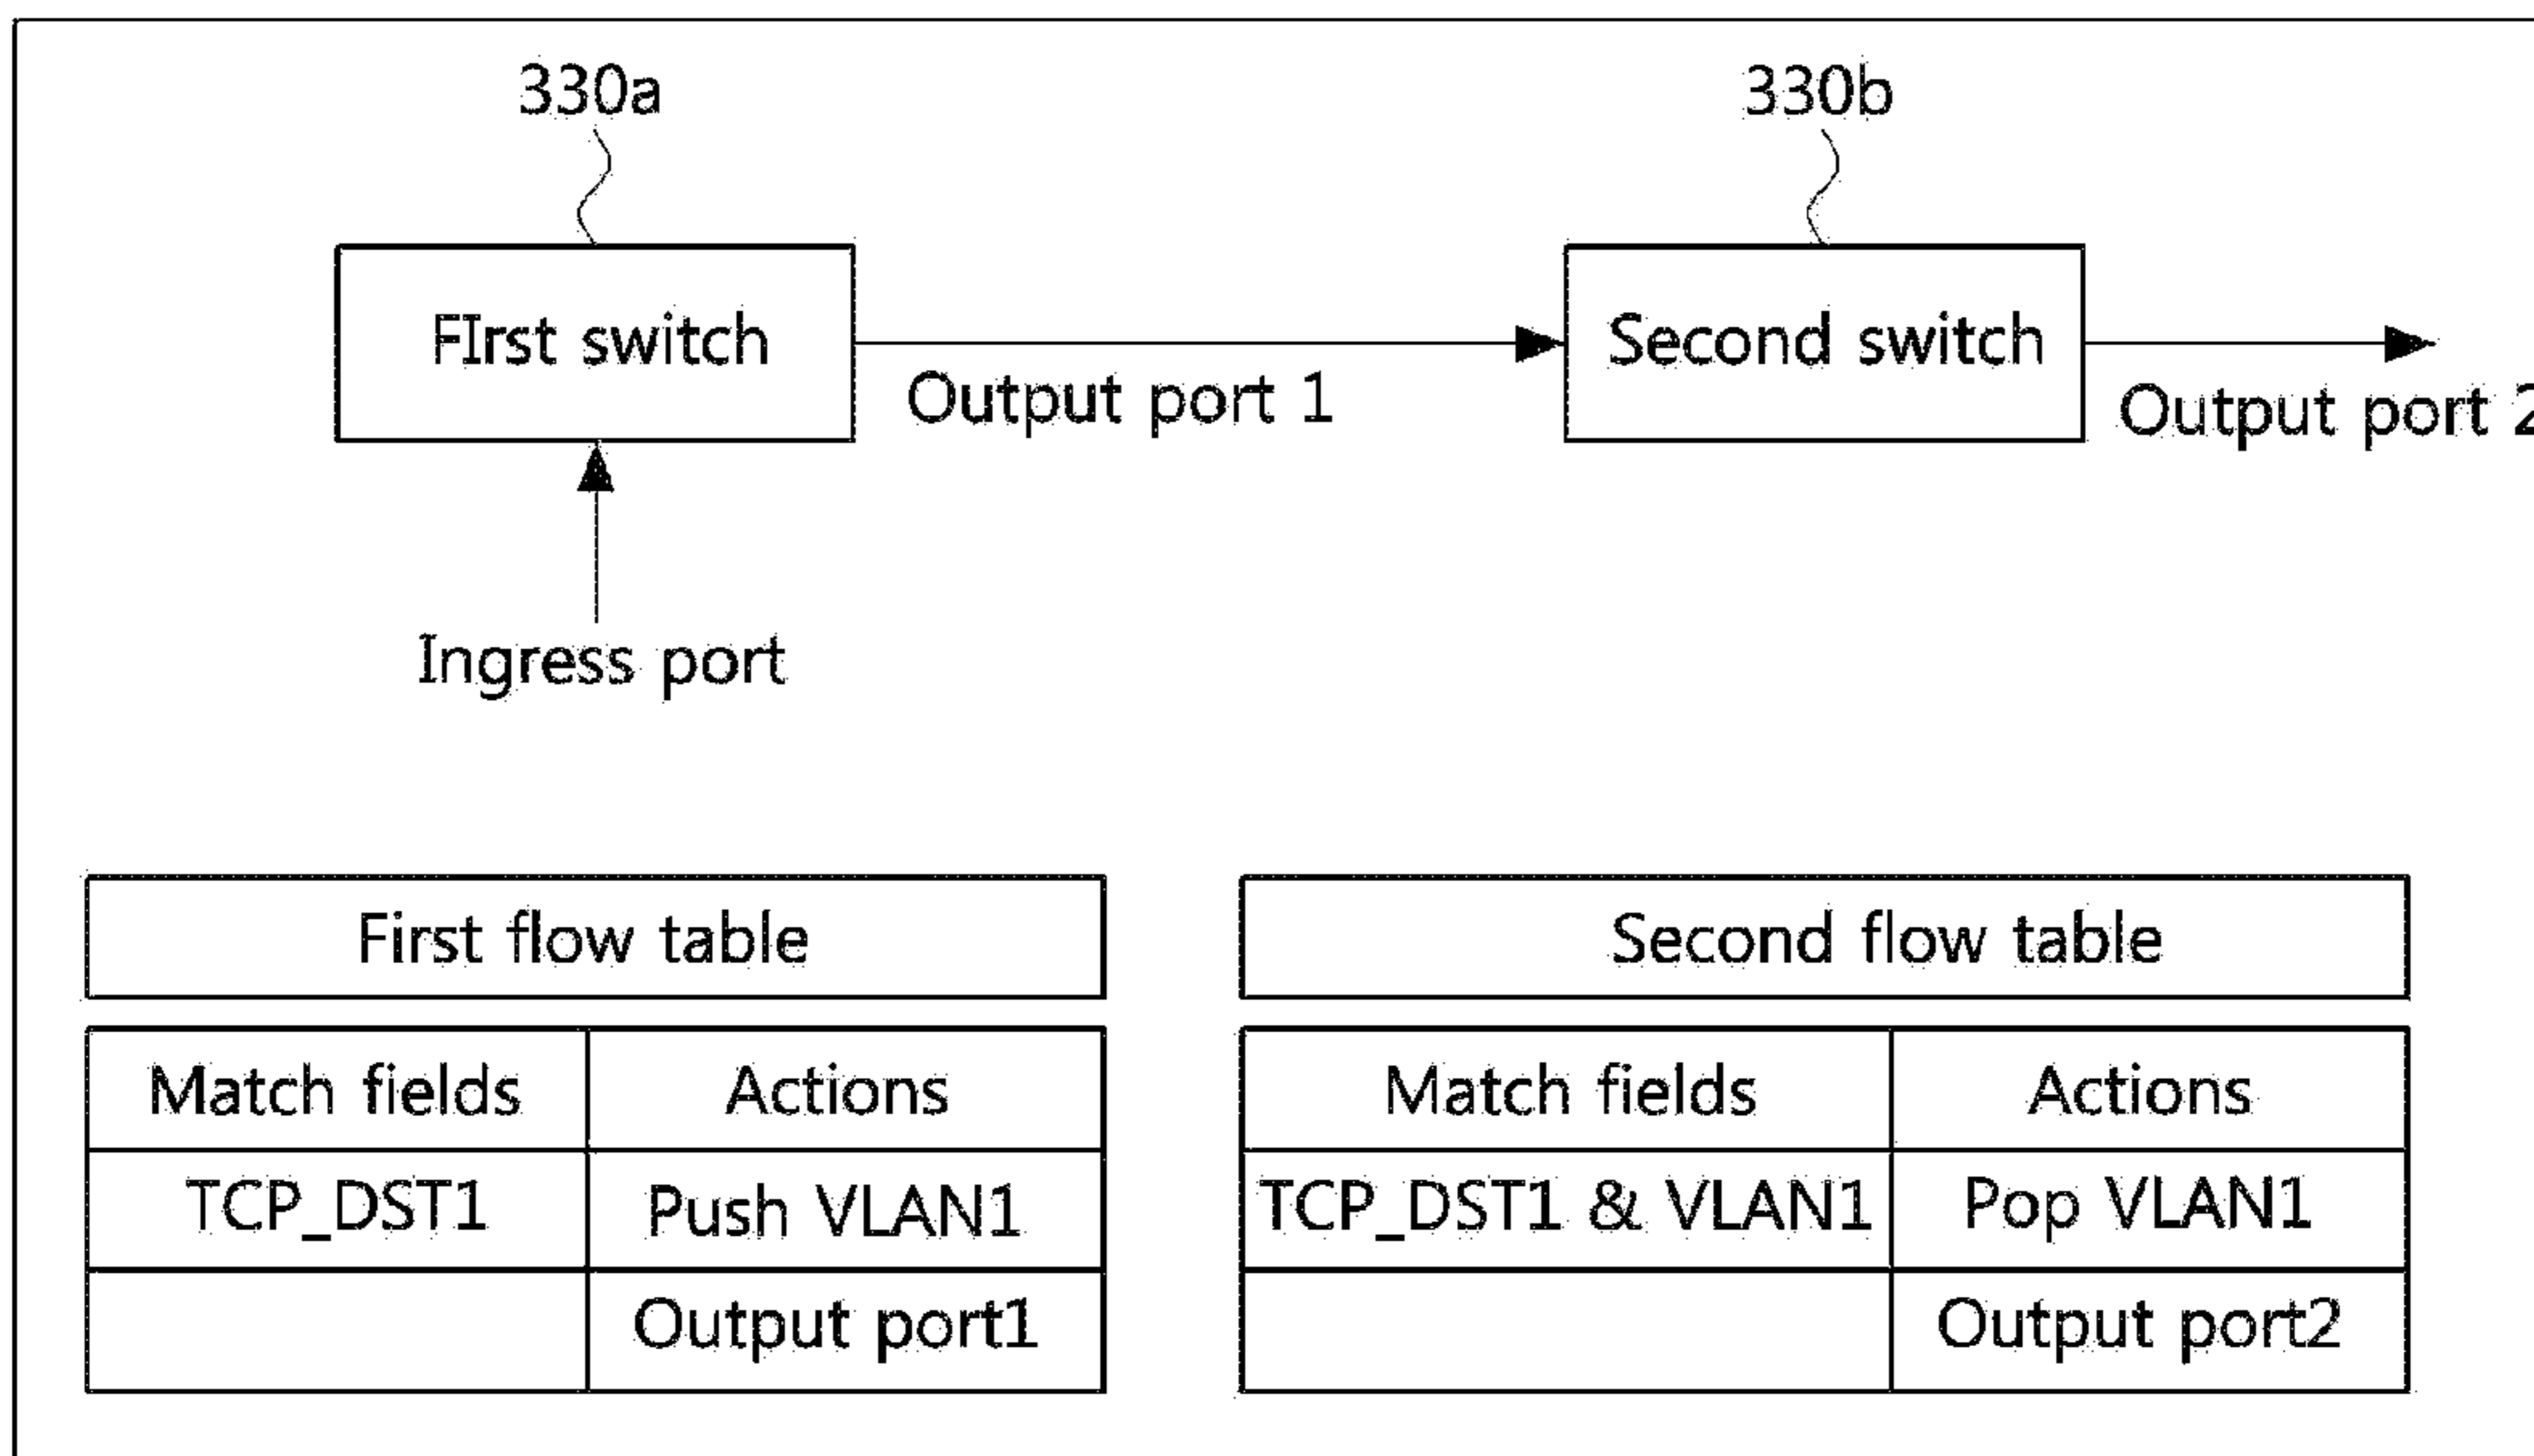 330a
330b
FIrst switch
Second switch
Output port 1
Output port 2
Ingress port
First flow table
Match fields Actions
TCP_DST1 Push VLAN1
Output port1
Second flow table
Match fields Actions
TCP_DST1 & VLAN1 Pop VLAN1
Output port2